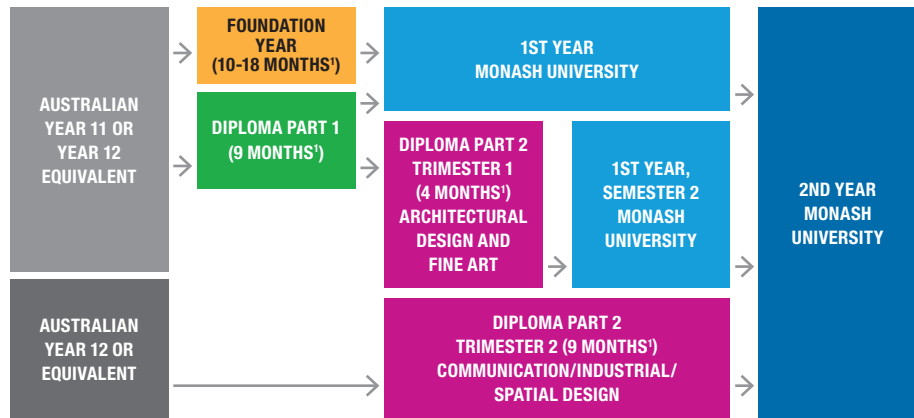 AUSTRALIAN
YEAR 11 OR
YEAR 12
EQUIVALENT
FOUNDATION
YEAR
(10-18 MONTHS¹)
DIPLOMA PART 1
(9 MONTHS¹)
1ST YEAR
MONASH UNIVERSITY
DIPLOMA PART 2
TRIMESTER 1
(4 MONTHS¹)
ARCHITECTURAL
DESIGN AND
FINE ART
1ST YEAR,
SEMESTER 2
MONASH
UNIVERSITY
2ND YEAR
MONASH
UNIVERSITY
AUSTRALIAN
YEAR 12 OR
EQUIVALENT
DIPLOMA PART 2
TRIMESTER 2 (9 MONTHS¹)
COMMUNICATION/INDUSTRIAL/
SPATIAL DESIGN